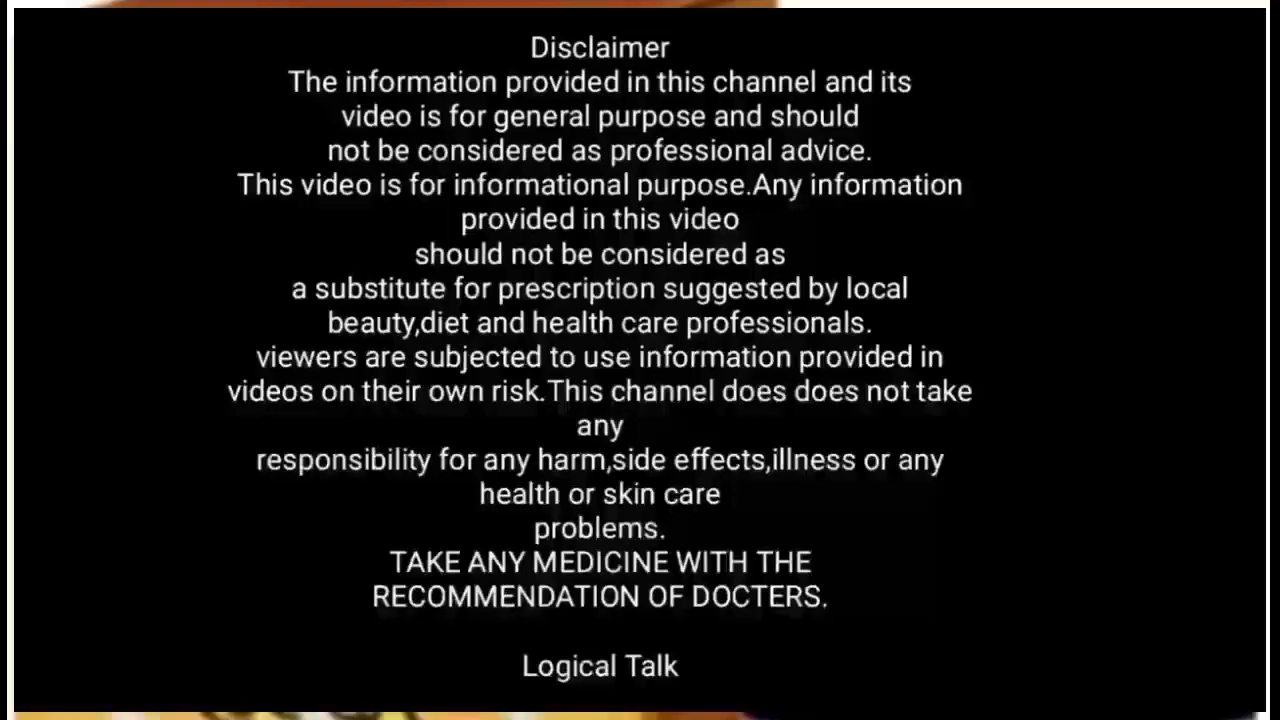 Disclaimer
The information provided in this channel and its
video is for general purpose and should
not be considered as professional advice.
This video is for informational purpose.Any information
provided in this video
should not be considered as
a substitute for prescription suggested by local
beauty,diet and health care professionals.
viewers are subjected to use information provided in
videos on their own risk.This channel does does not take
any
responsibility for any harm,side effects,illness or any
health or skin care
problems.
TAKE ANY MEDICINE WITH THE
RECOMMENDATION OF DOCTERS.
Logical Talk